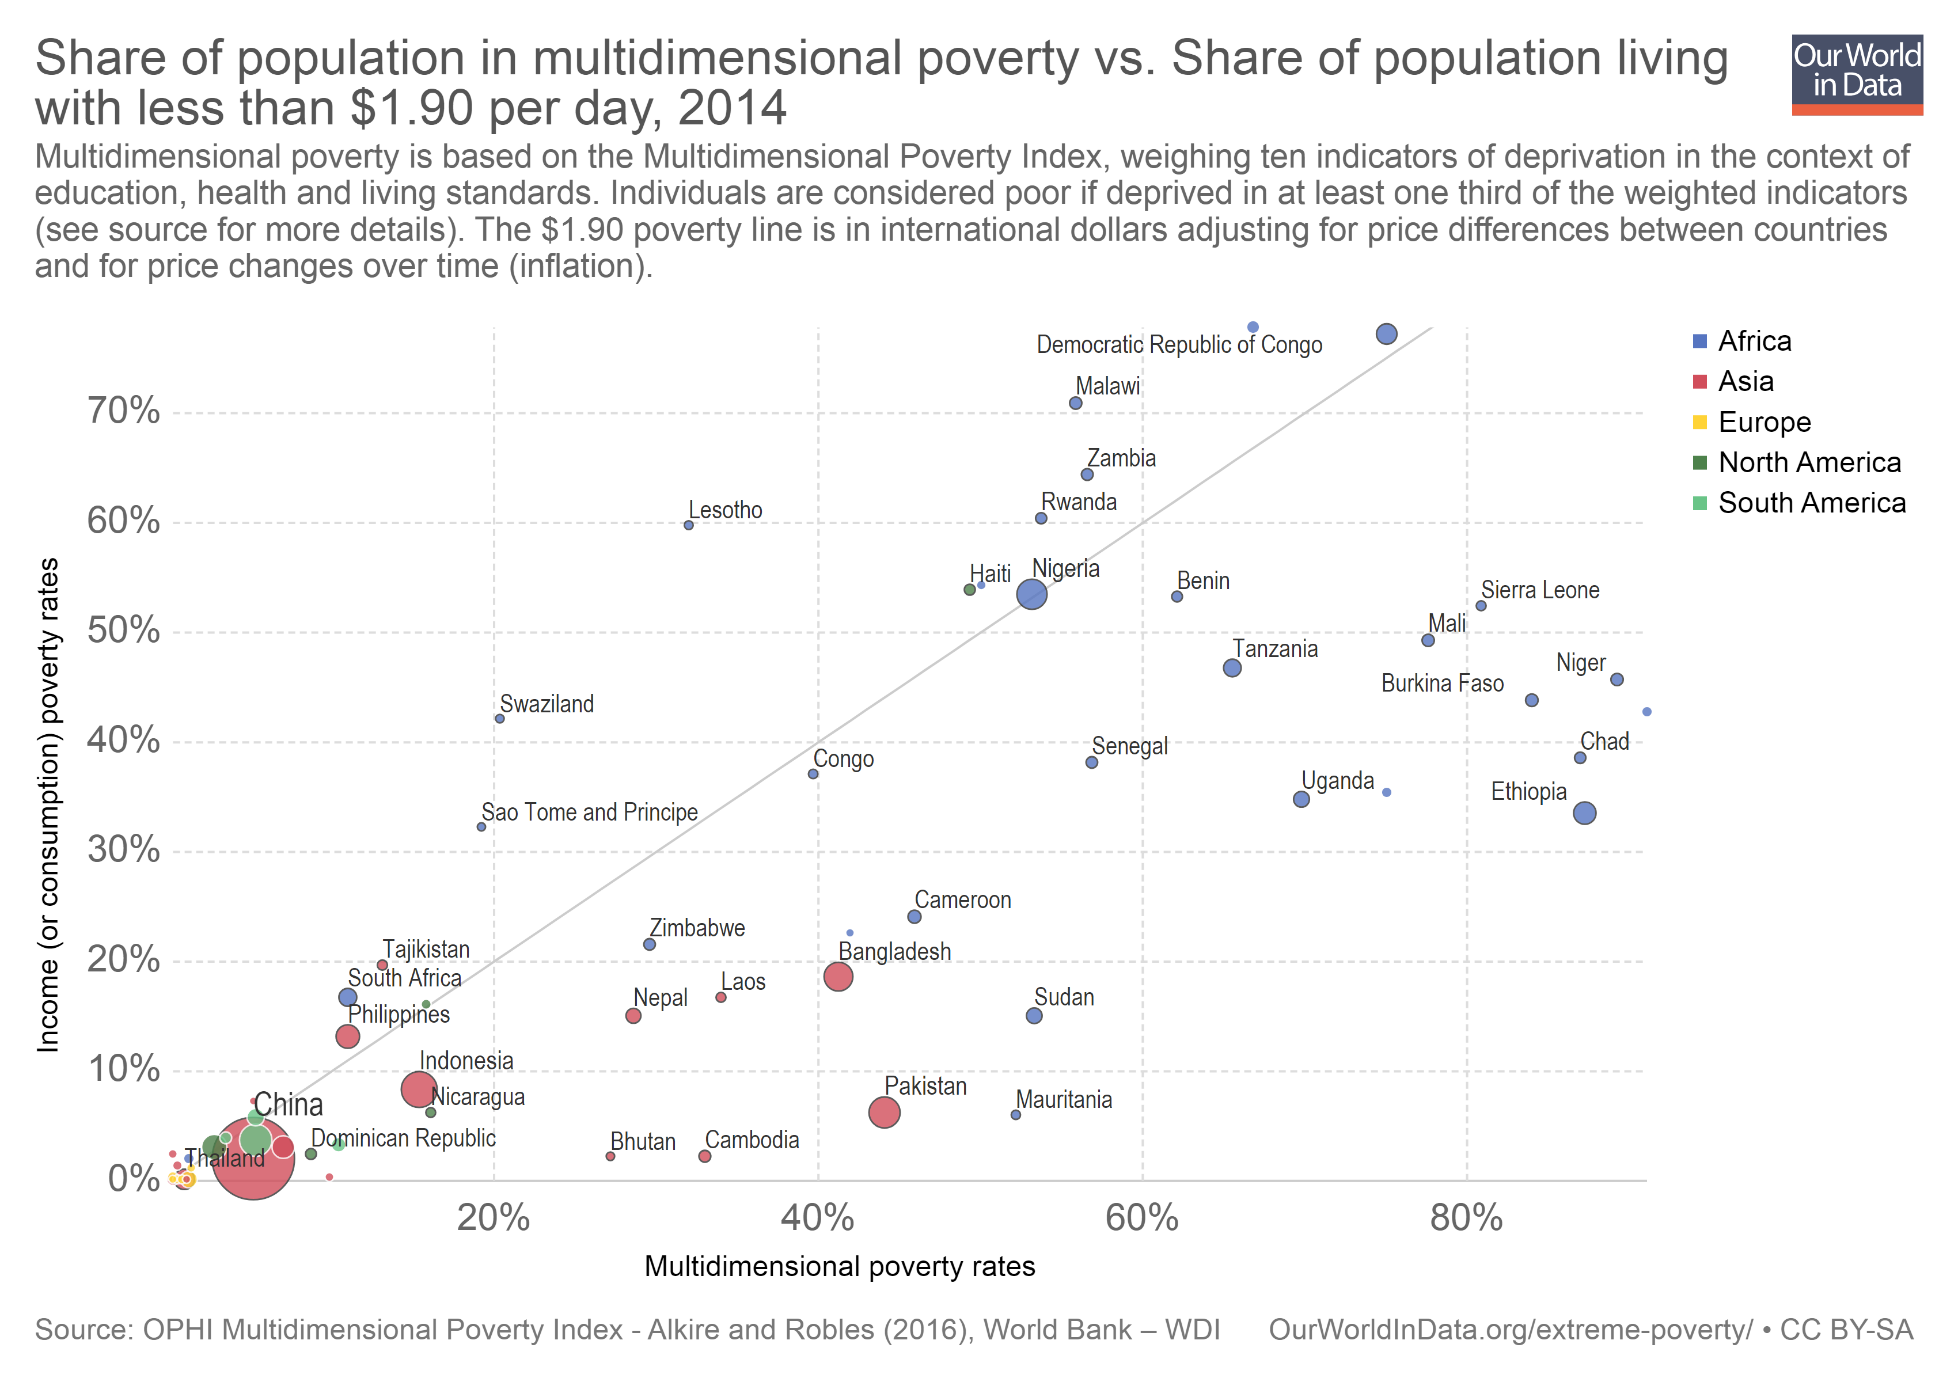 Share of population in multidimensional poverty vs. Share of population living
with less than $1.90 per day, 2014
Our World
in Data
Multidimensional poverty is based on the Multidimensional Poverty Index, weighing ten indicators of deprivation in the context of
education, health and living standards. Individuals are considered poor if deprived in at least one third of the weighted indicators
(see source for more details). The $1.90 poverty line is in international dollars adjusting for price differences between countries
and for price changes over time (inflation).
Africa
Asia
Europe
North America
South America
Income (or consumption) poverty rates
70%
60%
50%
40%
30%
20%
10%
0%
Democratic Republic of Congo
Malawi
Zambia
Rwanda
Lesotho
Haiti
Nigeria
Benin
Sierra Leone
Mali
Tanzania
Niger
Burkina Faso
Swaziland
Chad
Senegal
Congo
Uganda
Ethiopia
Sao Tome and Principe
Cameroon
Zimbabwe
Tajikistan
Bangladesh
South Africa
Laos
Nepal
Sudan
Philippines
Indonesia
Pakistan
Nicaragua
Mauritania
China
Dominican Republic
Bhutan
Cambodia
Thailand
20%
40%
60%
80%
Multidimensional poverty rates
Source: OPHI Multidimensional Poverty Index - Alkire and Robles (2016), World Bank – WDI
OurWorldInData.org/extreme-poverty/ • CC BY-SA